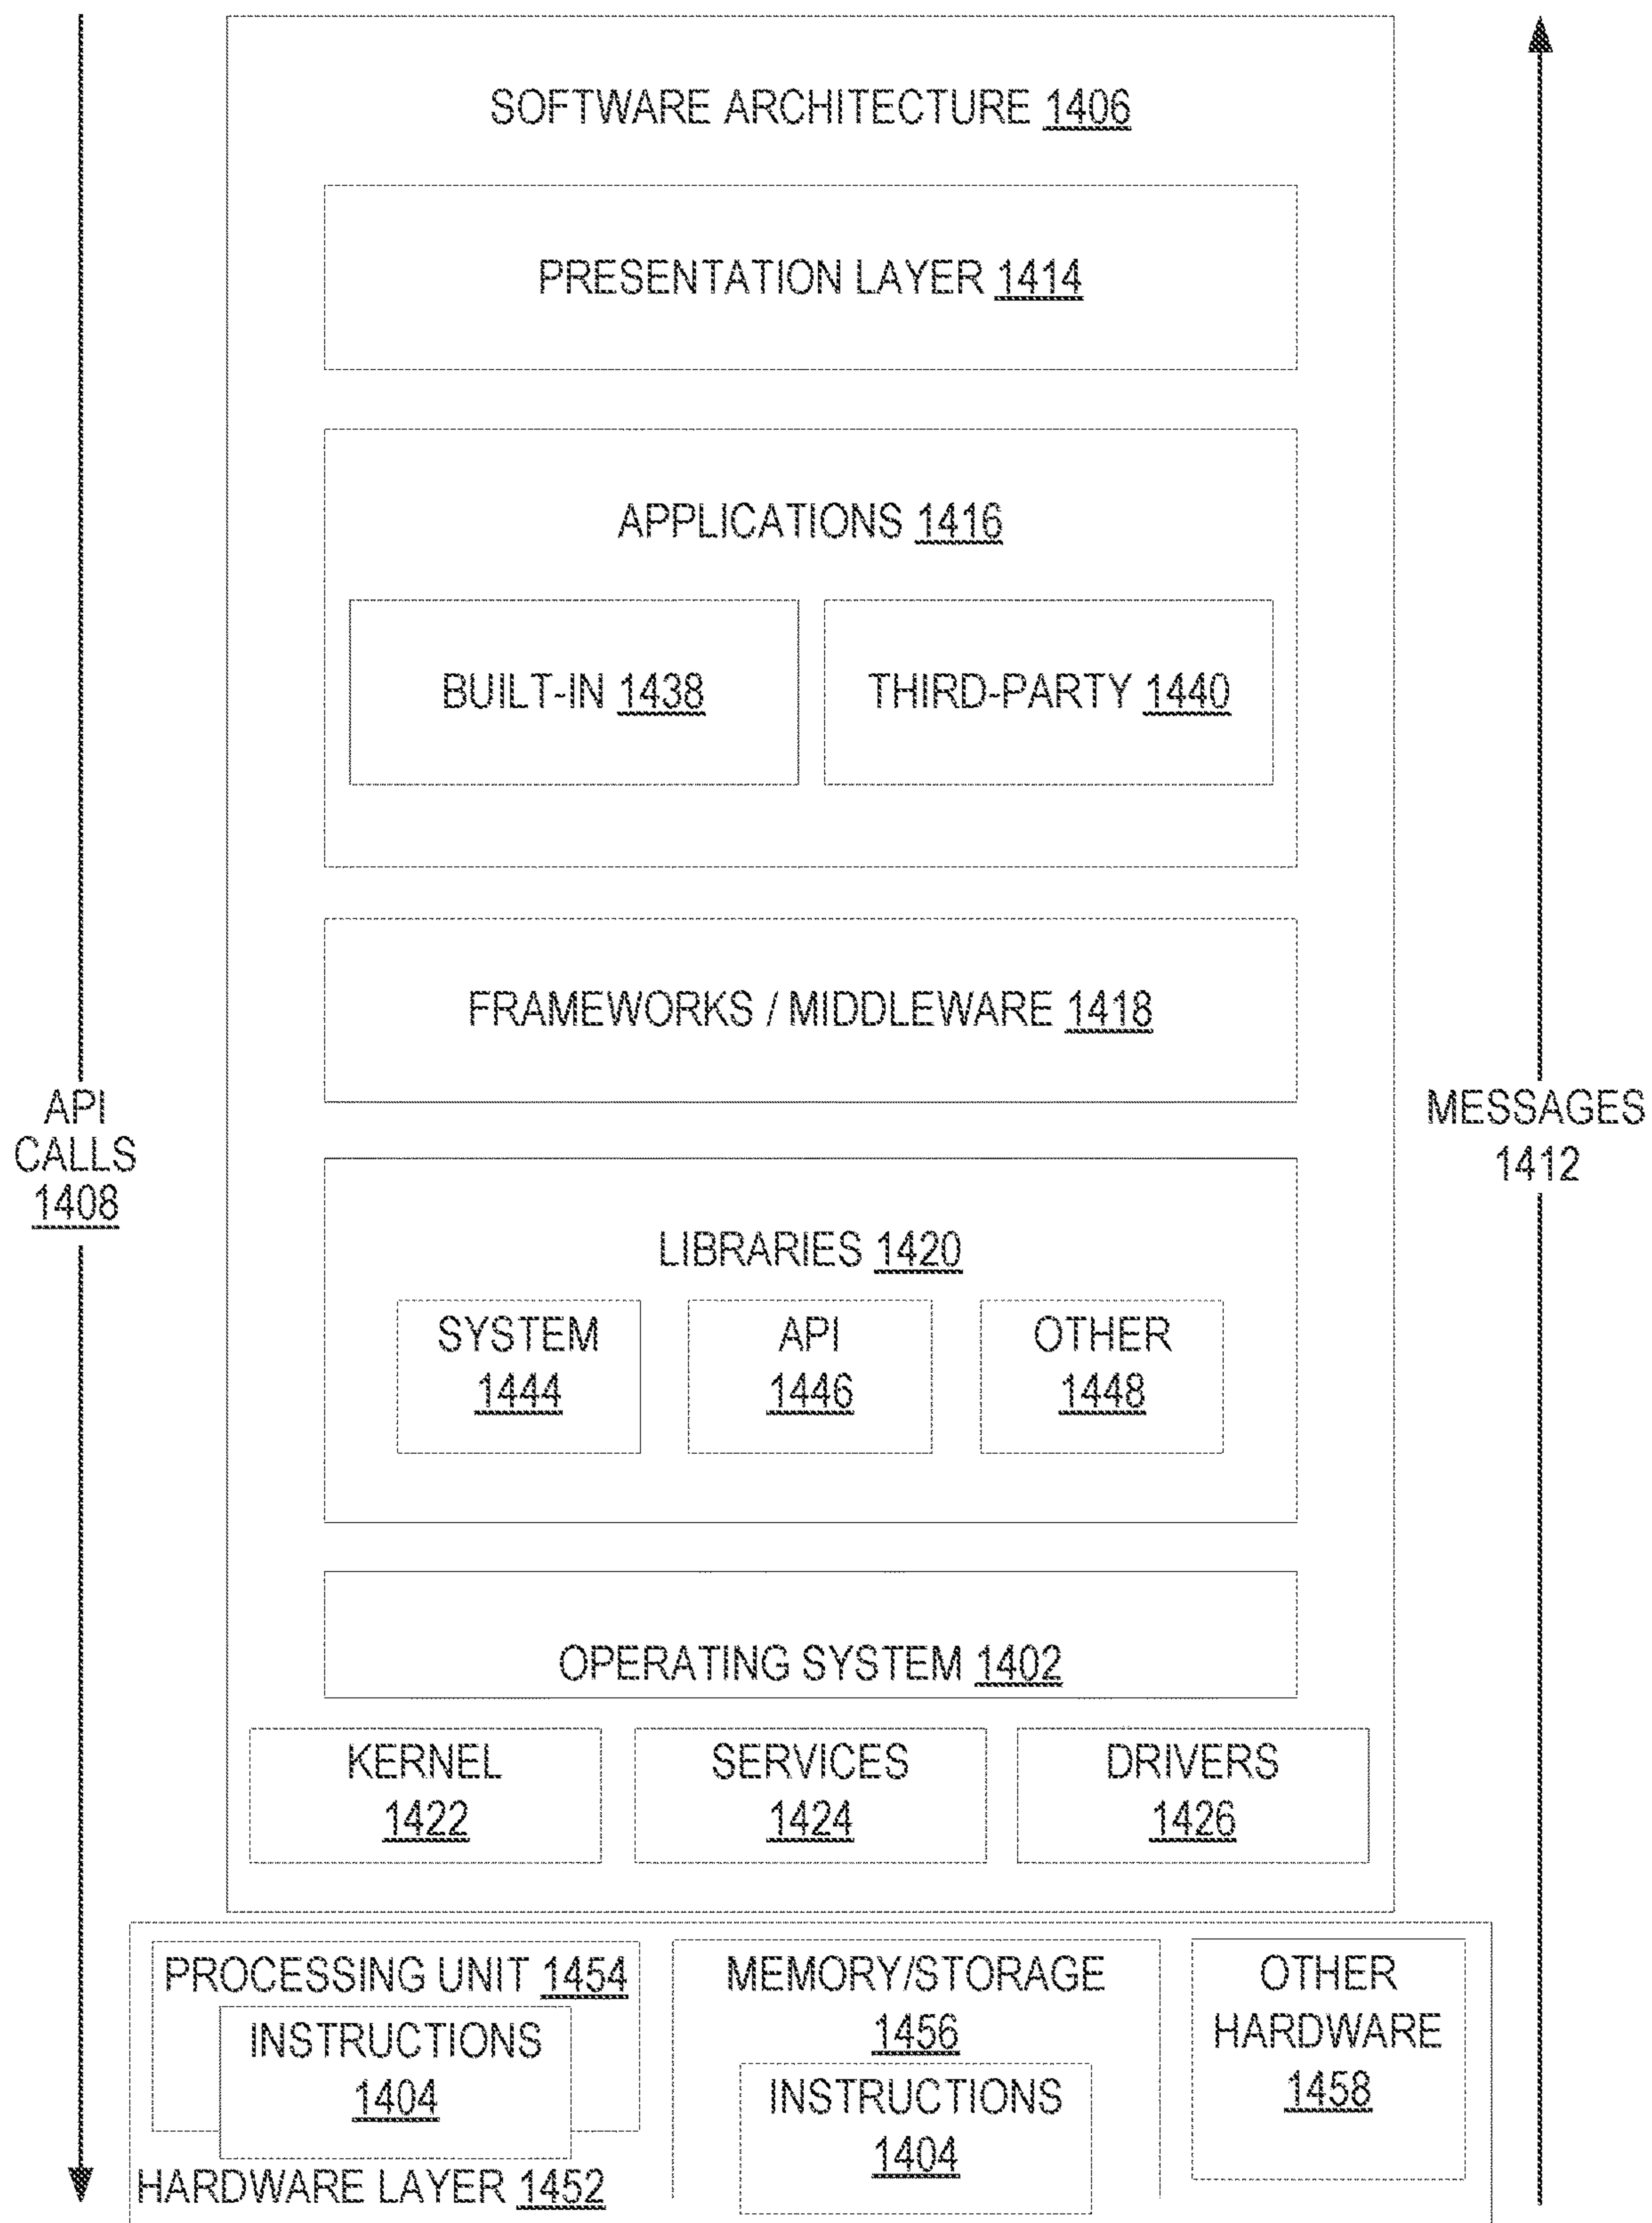 SOFTWARE ARCHITECTURE 1406
PRESENTATION LAYER 1414
APPLICATIONS 1416
BUILT-IN 1438
THIRD-PARTY 1440
FRAMEWORKS / MIDDLEWARE 1418
API
CALLS
1408
MESSAGES
1412
LIBRARIES 1420
SYSTEM
1444
API
1446
OTHER
1448
OPERATING SYSTEM 1402
KERNEL
1422
SERVICES
1424
DRIVERS
1426
PROCESSING UNIT 1454
INSTRUCTIONS
1404
MEMORY/STORAGE
1456
INSTRUCTIONS
1404
OTHER
HARDWARE
1458
HARDWARE LAYER 1452